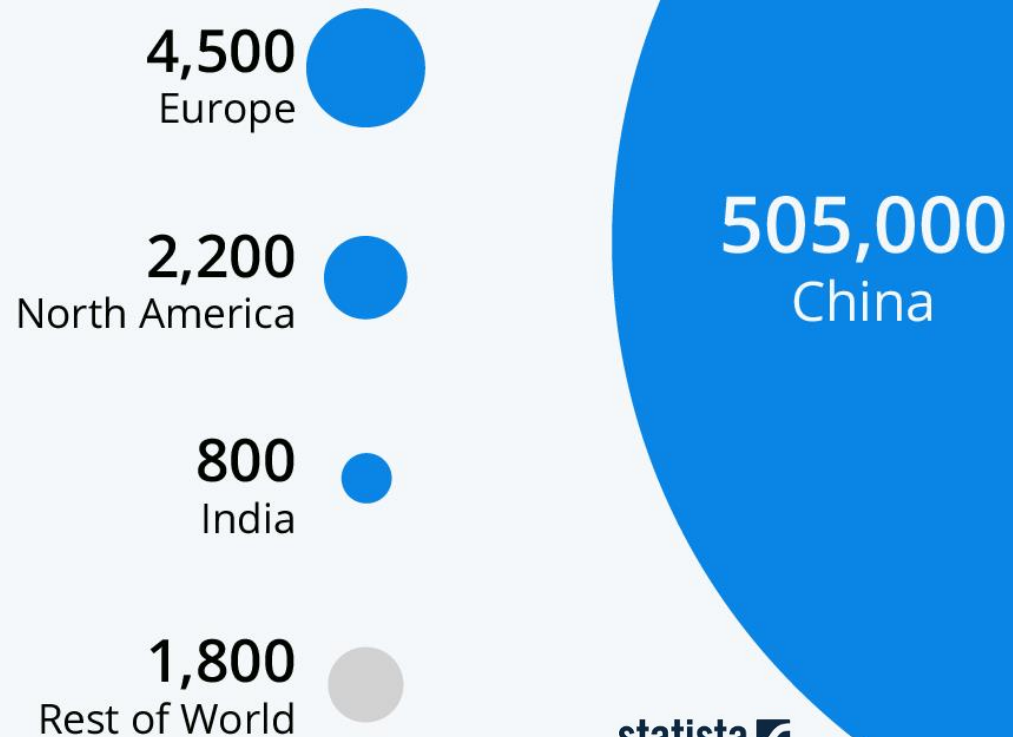 4,500
Europe
2,200
North America
800
India
1,800
Rest of World
505,000
China
statista